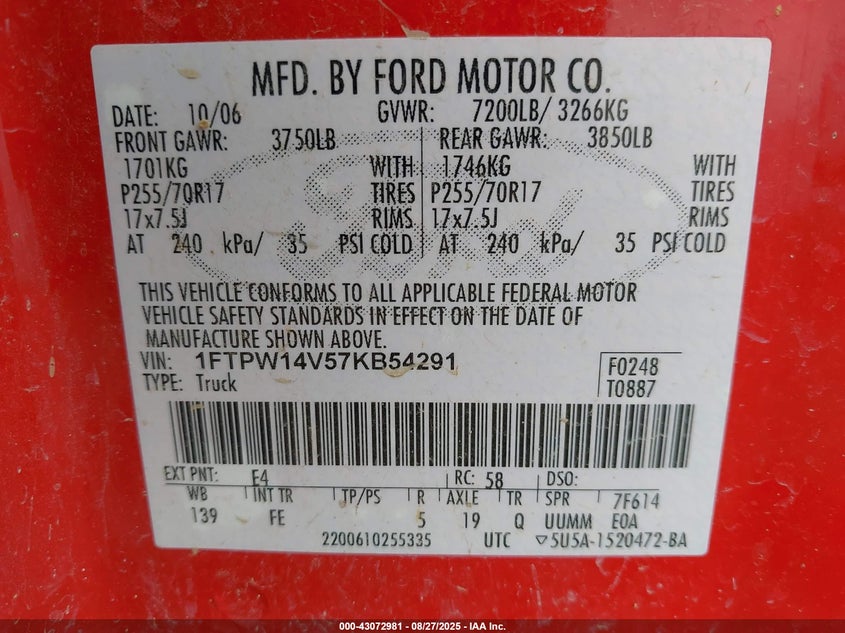 MFD. BY FORD MOTOR CO.
DATE: 10/06 GVWR: 7200LB/ 3266KG
FRONT GAWR: 3750LB REAR GAWR: 3850LB
1701KG WITH 1746KG WITH
P255/70R17 TIRES P255/70R17 TIRES
17x7.5J RIMS 17x7.5J RIMS
AT 240 kPa/ 35 PSI COLD AT 240 kPa/ 35 PSI COLD
Ford
THIS VEHICLE CONFORMS TO ALL APPLICABLE FEDERAL MOTOR
VEHICLE SAFETY STANDARDS IN EFFECT ON THE DATE OF
MANUFACTURE SHOWN ABOVE.
VIN: 1FTPW14V57KB54291 F0248
TYPE: Truck T0887
EXT PNT: E4 RC: 58 DSO:
WB INT TR TP/PS R AXLE TR SPR 7F614
139 FE 5 19 Q UUMM EOA
2200610255335 UTC ▽5U5A-1520472-BA
000-43072981 - 08/27/2025 - IAA Inc.